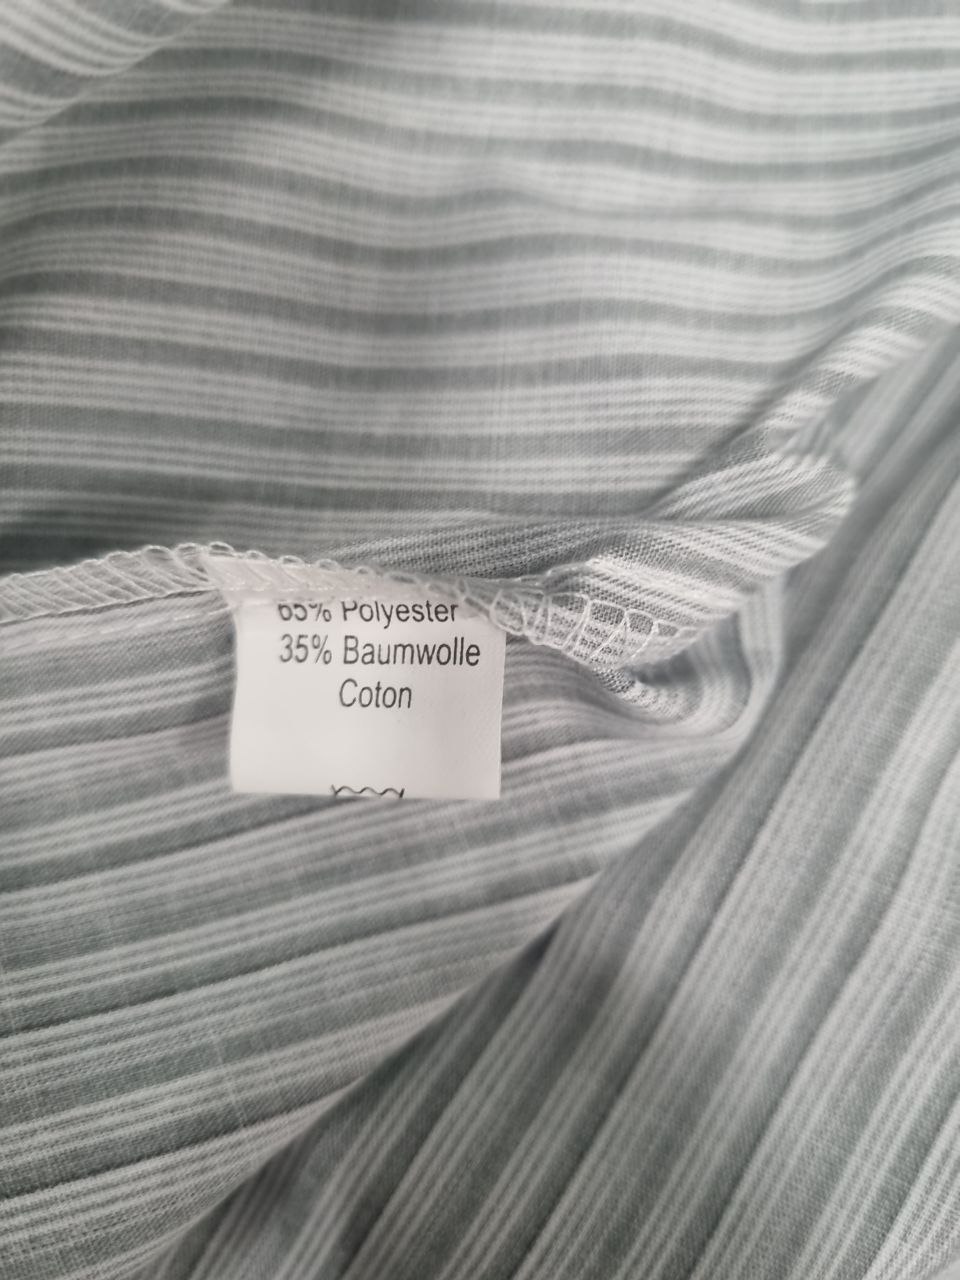 65% Polyester
35% Baumwolle
Coton